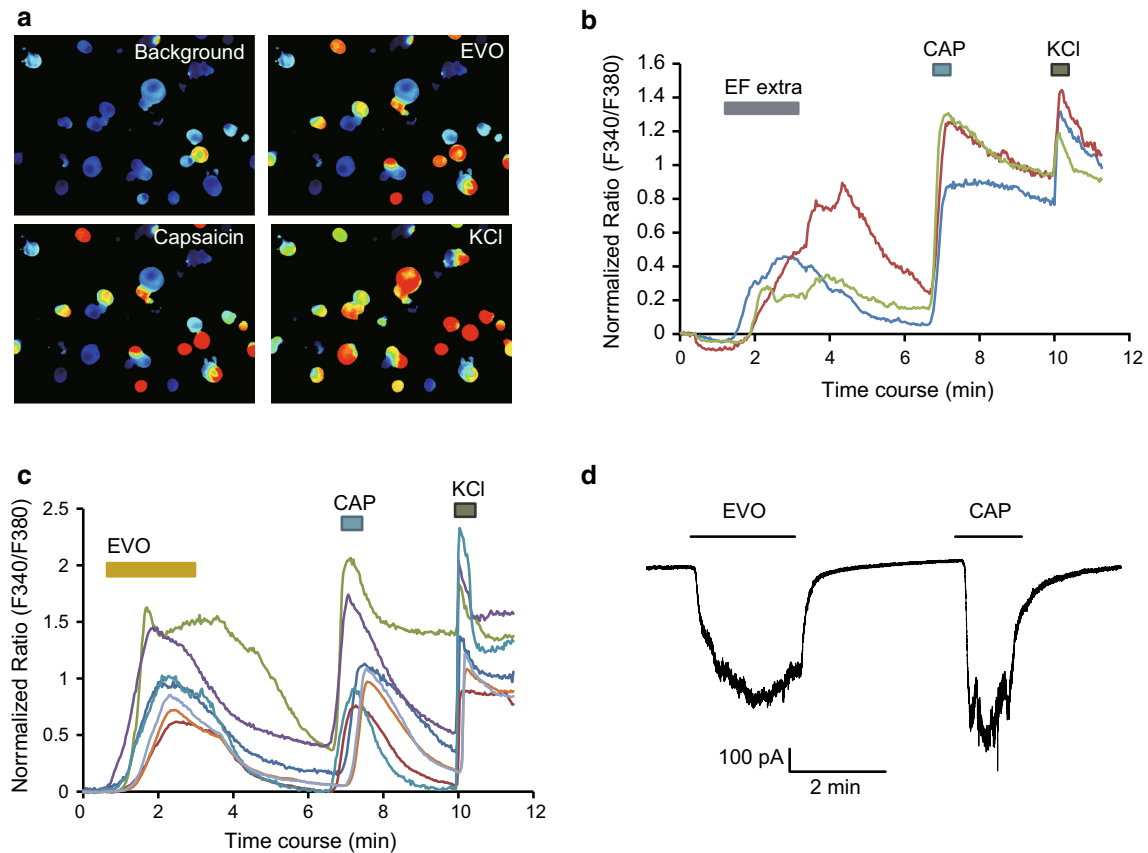 a
Background
EVO
Capsaicin
KCl
b
CAP
KCl
EF extra
Normalized Ratio (F340/F380)
1.6
1.4
1.2
1
0.8
0.6
0.4
0.2
0
0 2 4 6 8 10 12
Time course (min)
c
CAP
KCl
EVO
Normalized Ratio (F340/F380)
2.5
2
1.5
1
0.5
0
0 2 4 6 8 10 12
Time course (min)
d
EVO
CAP
100 pA
2 min